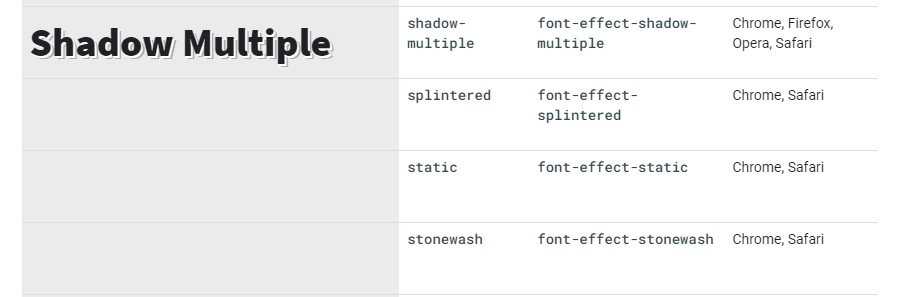 Shadow Multiple
shadow-
multiple
font-effect-shadow-
multiple
Chrome, Firefox,
Opera, Safari
splintered
font-effect-
splintered
Chrome, Safari
static
font-effect-static
Chrome, Safari
stonewash
font-effect-stonewash
Chrome, Safari